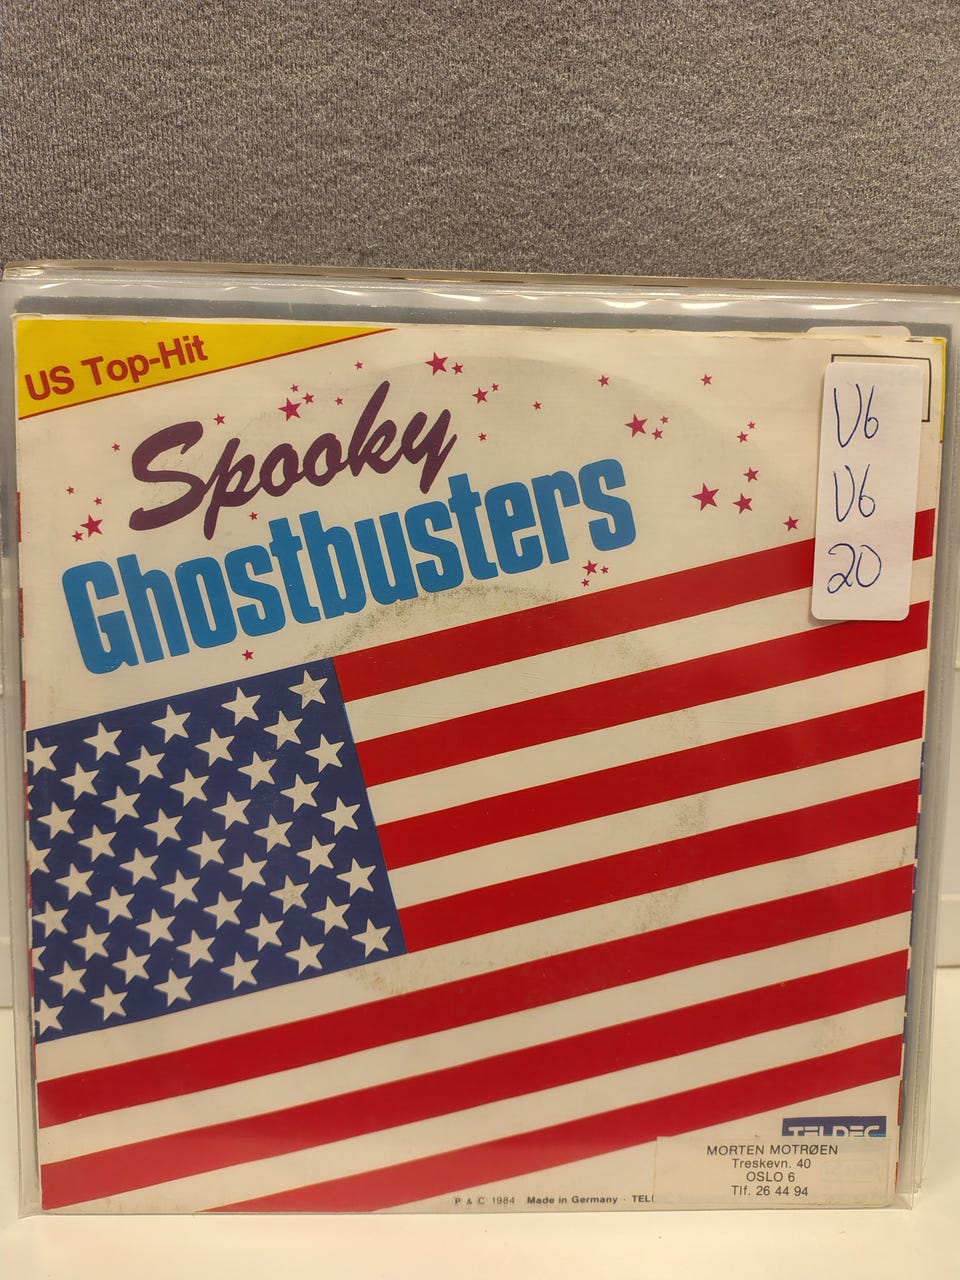 US Top-Hit
Spooky
Ghostbusters
V6
V6
20
TELDEC
MORTEN MOTRØEN
Treskevn. 40
OSLO 6
Tlf. 26 44 94
P & C 1984 Made in Germany · TEL